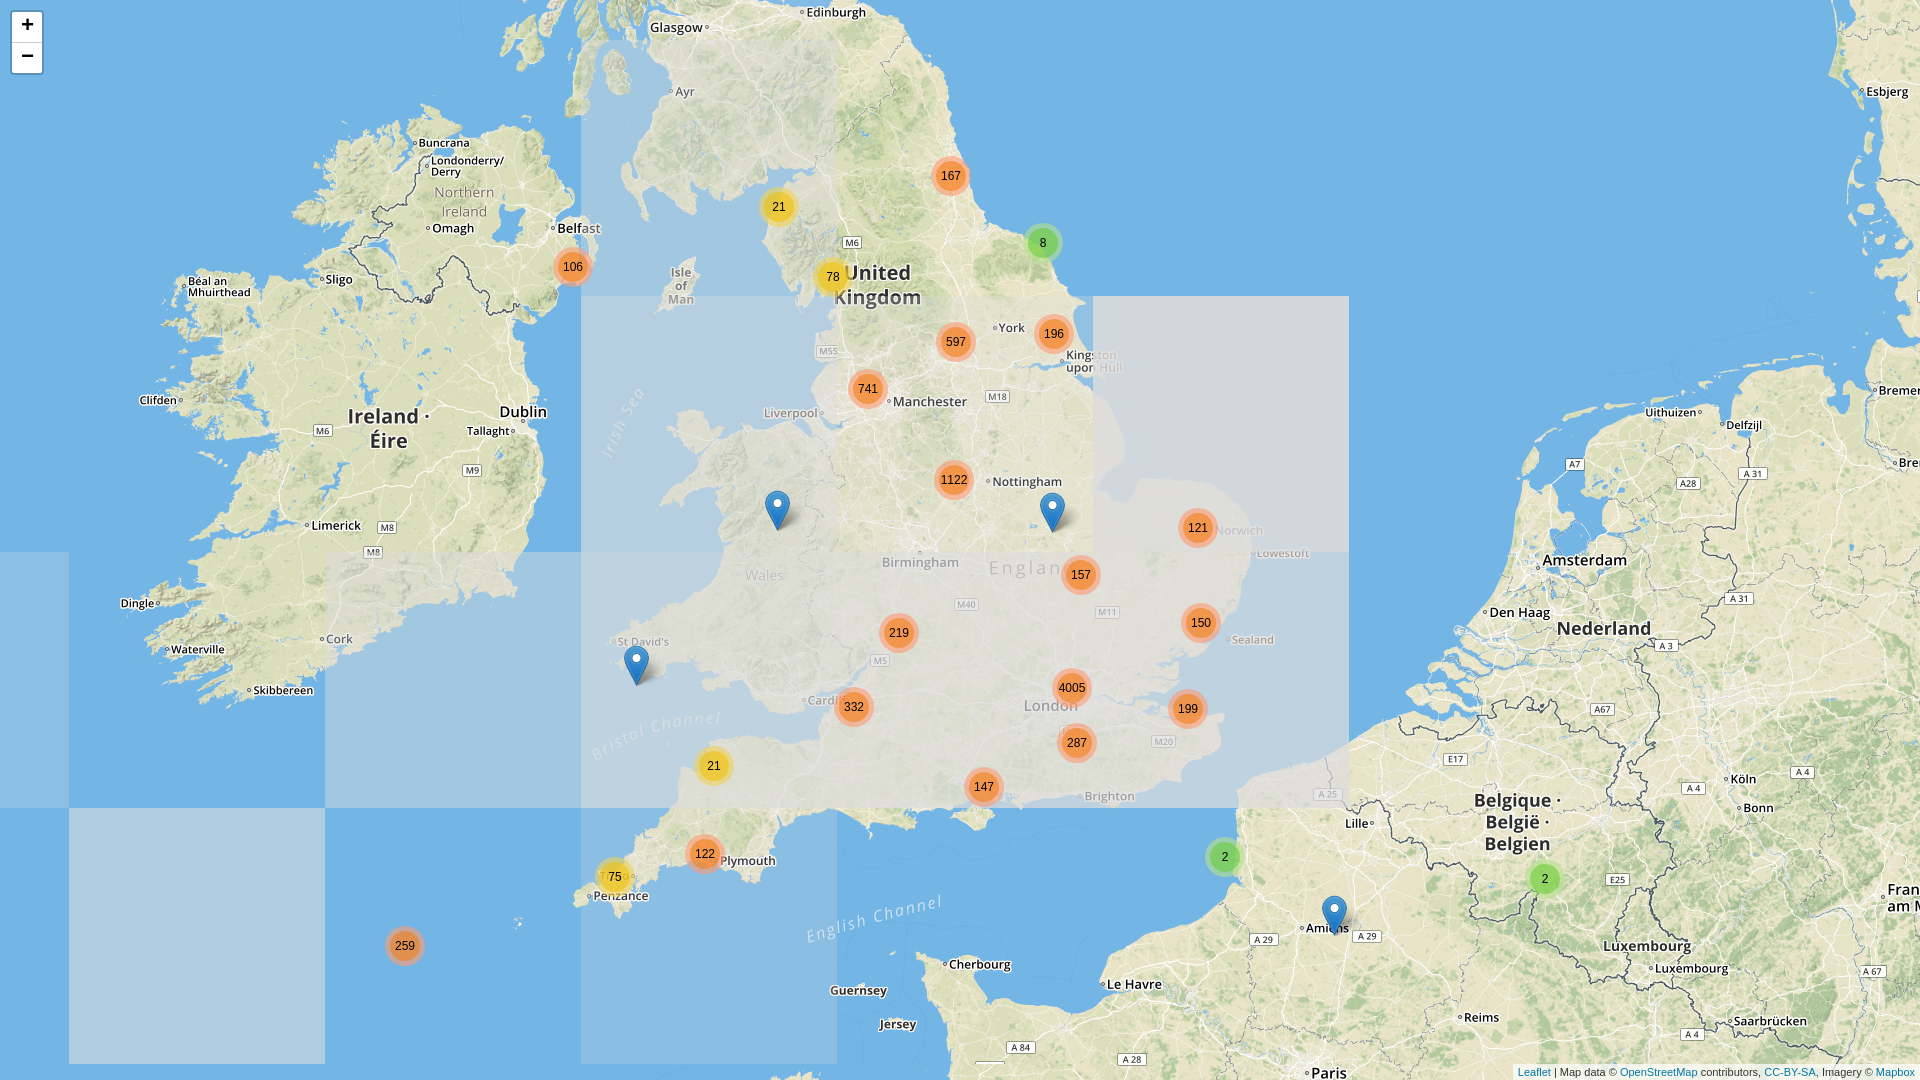 +
−
Glasgow
Edinburgh
Ayr
Esbjerg
Buncrana
Londonderry/
Derry
Northern
Ireland
Omagh
Belfast
167
21
8
M6
106
78
United
Kingdom
Isle
of
Man
Sligo
Béal an
Mhuirthead
York
196
597
Kingston
upon Hull
M55
741
Manchester
M18
Liverpool
Irish Sea
Clifden
Ireland ·
Éire
Dublin
Tallaght
M6
M9
Uithuizen
Delfzijl
Bremer
A7
A 31
A28
Bre
1122
Nottingham
121
Norwich
Lowestoft
Limerick
M8
M8
Birmingham
England
157
Wales
Amsterdam
Dingle
M40
M11
150
Den Haag
A 31
Nederland
Cork
St David's
219
Sealand
A 3
Waterville
M5
Skibbereen
4005
London
Cardiff
332
199
A67
Bristol Channel
287
M20
E17
21
147
Brighton
A 25
Köln
A 4
A 4
Bonn
Belgique ·
België ·
Belgien
Lille
122
Plymouth
2
75
Penzance
2
E25
Fran
am M
English Channel
Amiens
A 29
A 29
259
Luxembourg
Luxembourg
A 67
Cherbourg
Le Havre
Guernsey
Jersey
Reims
Saarbrücken
A 84
A 28
A 4
Paris
Leaflet | Map data © OpenStreetMap contributors, CC-BY-SA, Imagery © Mapbox